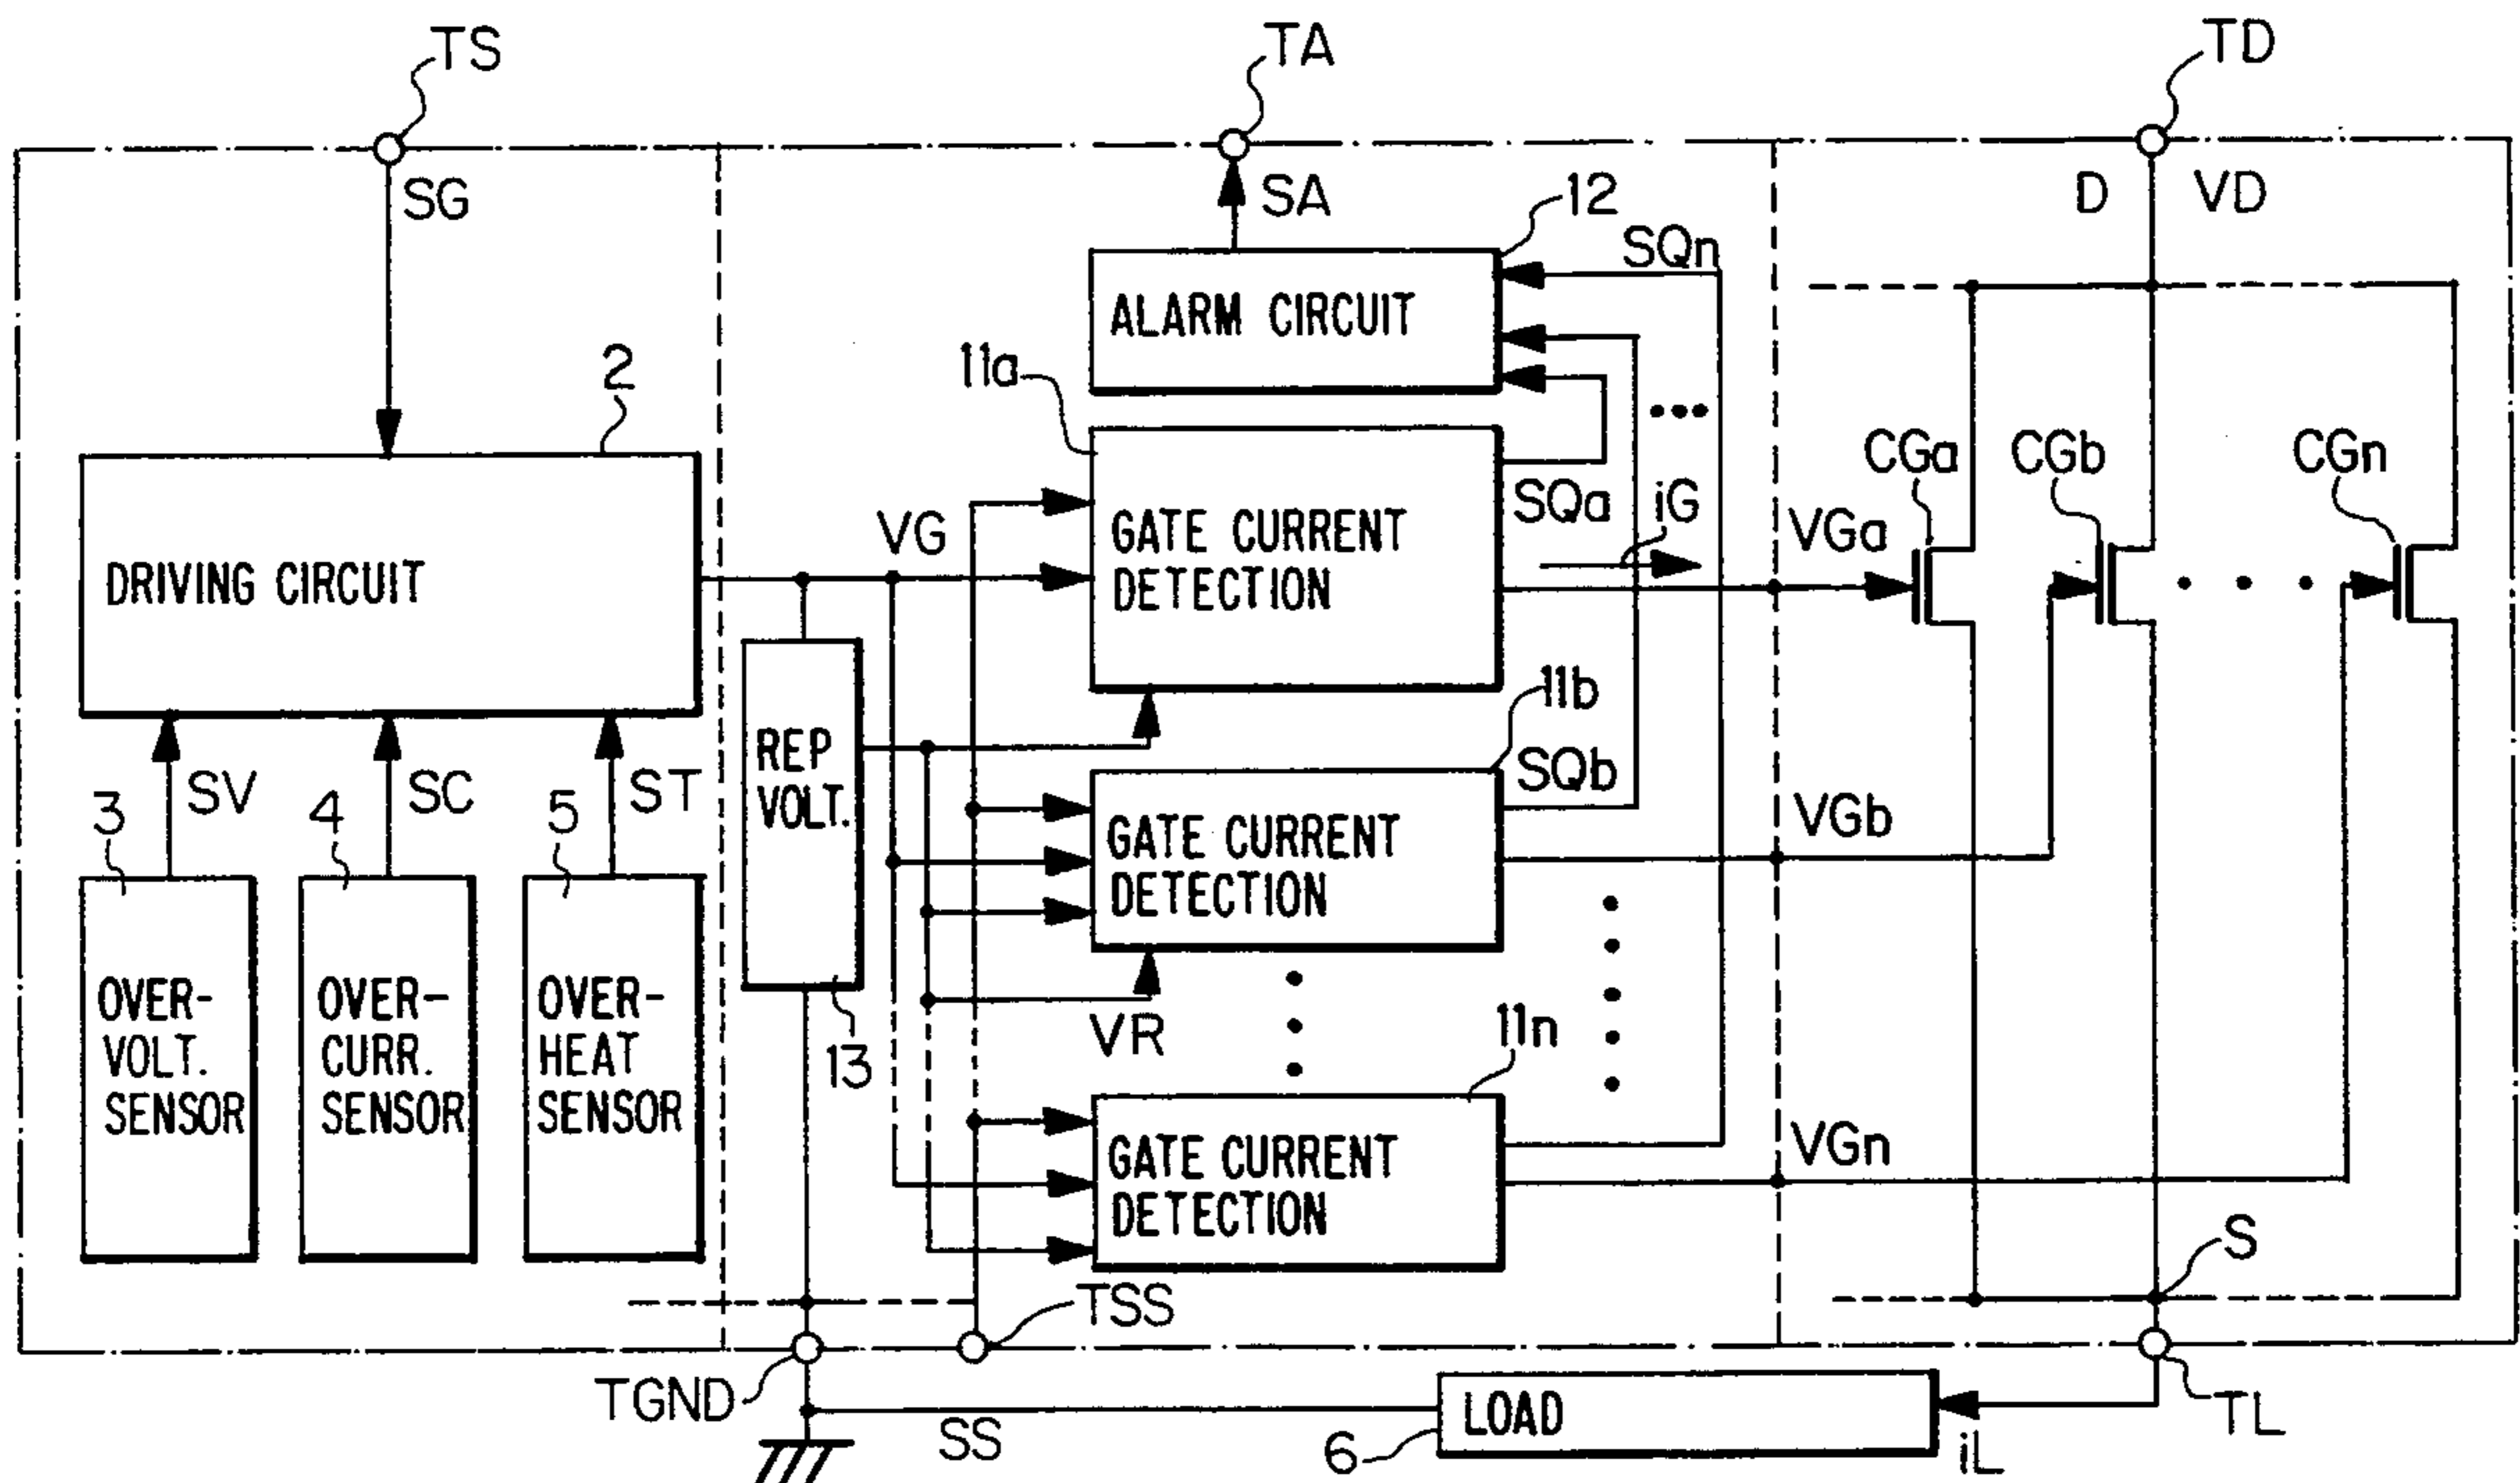 TS
TA
TD
SG
SA
12
SQn
D
VD
ALARM CIRCUIT
2
11a
CGa
CGb
CGn
DRIVING CIRCUIT
VG
GATE CURRENT
DETECTION
SQa
iG
VGa
11b
REP
VOLT.
SQb
3
SV
4
SC
5
ST
GATE CURRENT
DETECTION
VGb
OVER-
VOLT.
SENSOR
OVER-
CURR.
SENSOR
OVER-
HEAT
SENSOR
13
VR
11n
GATE CURRENT
DETECTION
VGn
S
TSS
TGND
SS
LOAD
6
iL
TL